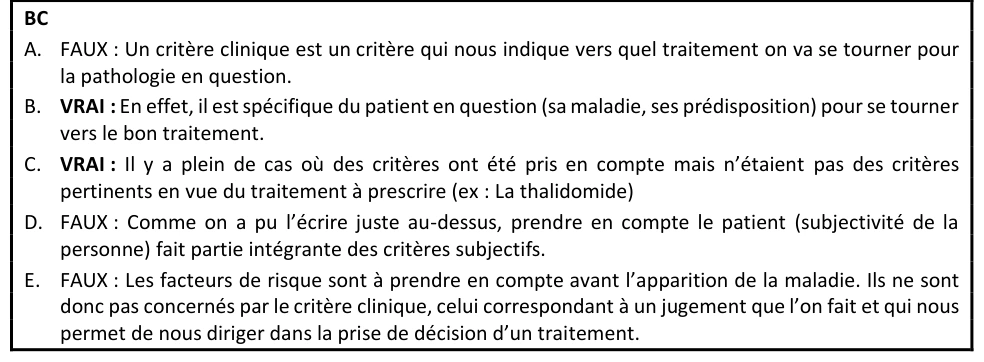 BC
A. FAUX : Un critère clinique est un critère qui nous indique vers quel traitement on va se tourner pour
la pathologie en question.
B. VRAI : En effet, il est spécifique du patient en question (sa maladie, ses prédisposition) pour se tourner
vers le bon traitement.
C. VRAI : Il y a plein de cas où des critères ont été pris en compte mais n’étaient pas des critères
pertinents en vue du traitement à prescrire (ex : La thalidomide)
D. FAUX : Comme on a pu l’écrire juste au-dessus, prendre en compte le patient (subjectivité de la
personne) fait partie intégrante des critères subjectifs.
E. FAUX : Les facteurs de risque sont à prendre en compte avant l’apparition de la maladie. Ils ne sont
donc pas concernés par le critère clinique, celui correspondant à un jugement que l’on fait et qui nous
permet de nous diriger dans la prise de décision d’un traitement.